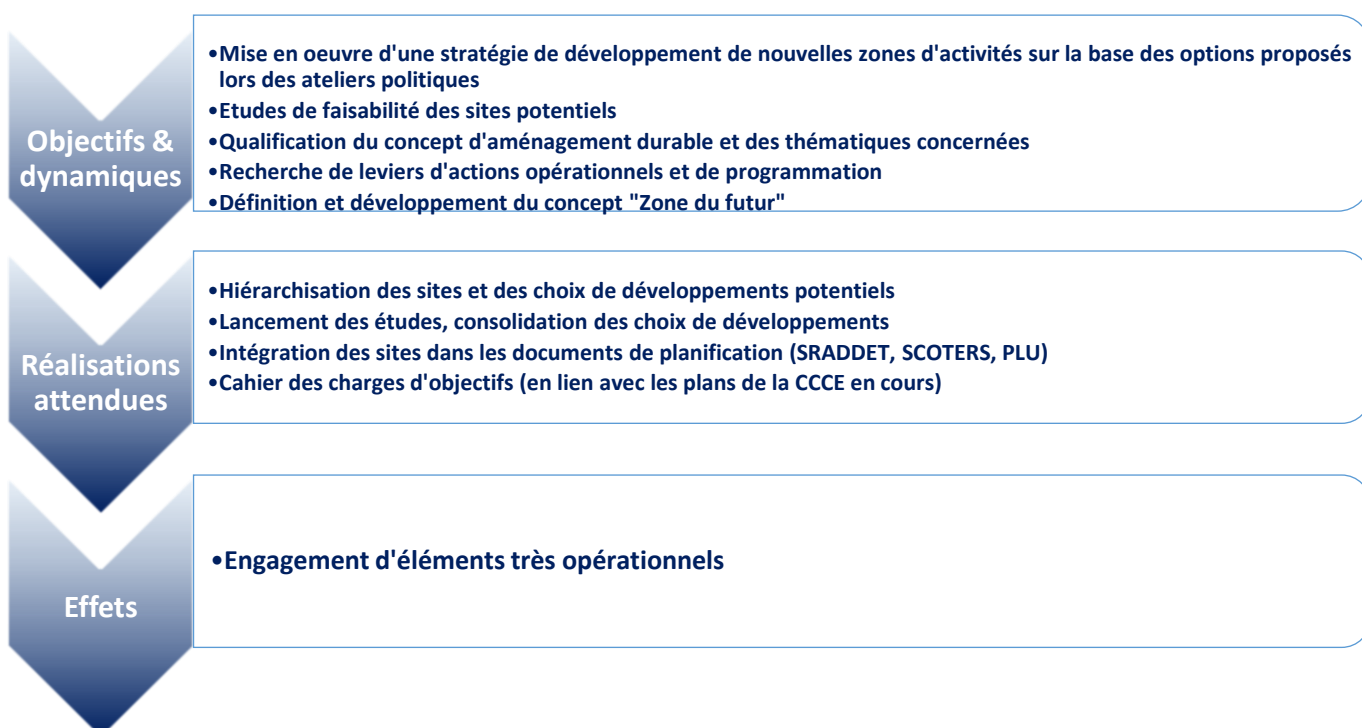 Objectifs &
dynamiques
•Mise en oeuvre d'une stratégie de développement de nouvelles zones d'activités sur la base des options proposés
lors des ateliers politiques
•Etudes de faisabilité des sites potentiels
•Qualification du concept d'aménagement durable et des thématiques concernées
•Recherche de leviers d'actions opérationnels et de programmation
•Définition et développement du concept "Zone du futur"
Réalisations
attendues
•Hiérarchisation des sites et des choix de développements potentiels
•Lancement des études, consolidation des choix de développements
•Intégration des sites dans les documents de planification (SRADDET, SCOTERS, PLU)
•Cahier des charges d'objectifs (en lien avec les plans de la CCCE en cours)
Effets
•Engagement d'éléments très opérationnels